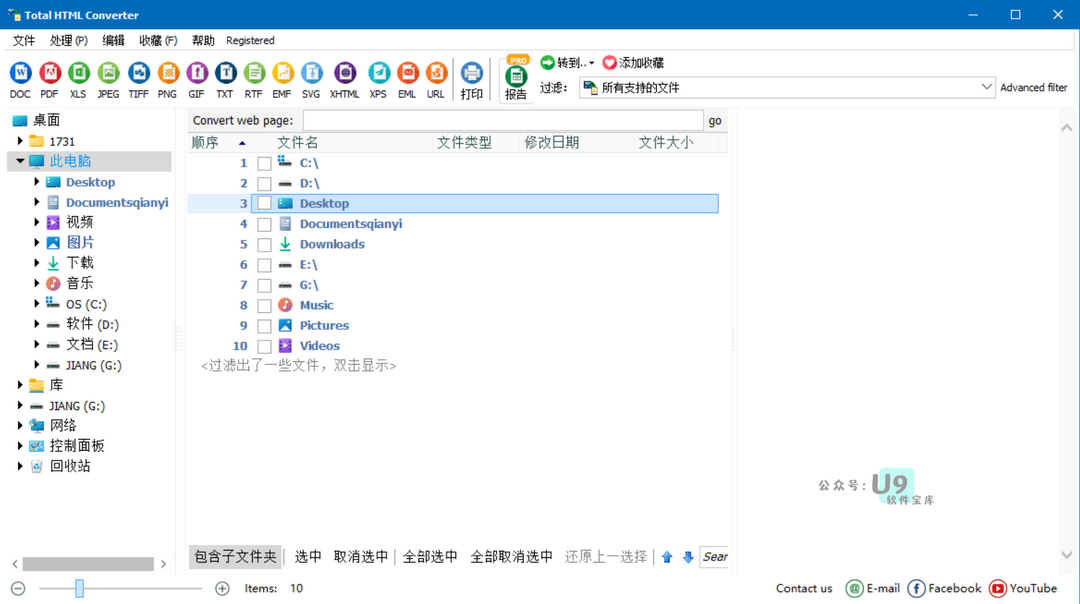 Total HTML Converter
文件 处理 (P) 编辑 收藏 (F) 帮助 Registered
DOC PDF XLS JPEG TIFF PNG GIF TXT RTF EMF SVG XHTML XPS EML URL 打印 PRO 报告
转到.. 添加收藏
过滤: 所有支持的文件 Advanced filter
桌面
1731
此电脑
Desktop
Documentsqianyi
视频
图片
下载
音乐
OS (C:)
软件 (D:)
文档 (E:)
JIANG (G:)
库
JIANG (G:)
网络
控制面板
回收站
Convert web page: go
顺序 文件名 文件类型 修改日期 文件大小
1 C:\
2 D:\
3 Desktop
4 Documentsqianyi
5 Downloads
6 E:\
7 G:\
8 Music
9 Pictures
10 Videos
<过滤出了一些文件，双击显示>
公众号: U9
软件宝库
包含子文件夹 选中 取消选中 全部选中 全部取消选中 还原上一选择 Sear
Items: 10
Contact us E-mail Facebook YouTube